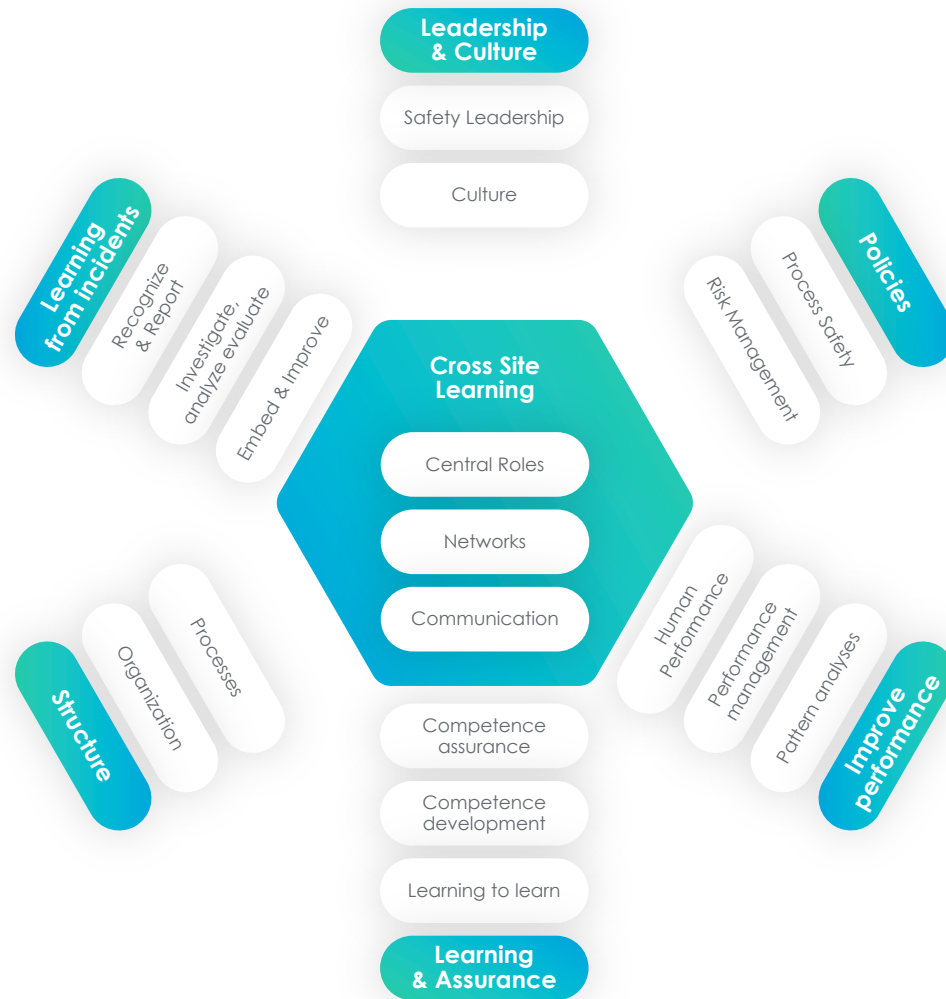 Leadership
& Culture
Safety Leadership
Culture
Learning
from incidents
Recognize
& Report
Investigate,
analyze evaluate
Embed & Improve
Policies
Process Safety
Risk Management
Cross Site
Learning
Central Roles
Networks
Communication
Structure
Organization
Processes
Human
Performance
Performance
management
Pattern analyses
Improve
performance
Competence
assurance
Competence
development
Learning to learn
Learning
& Assurance